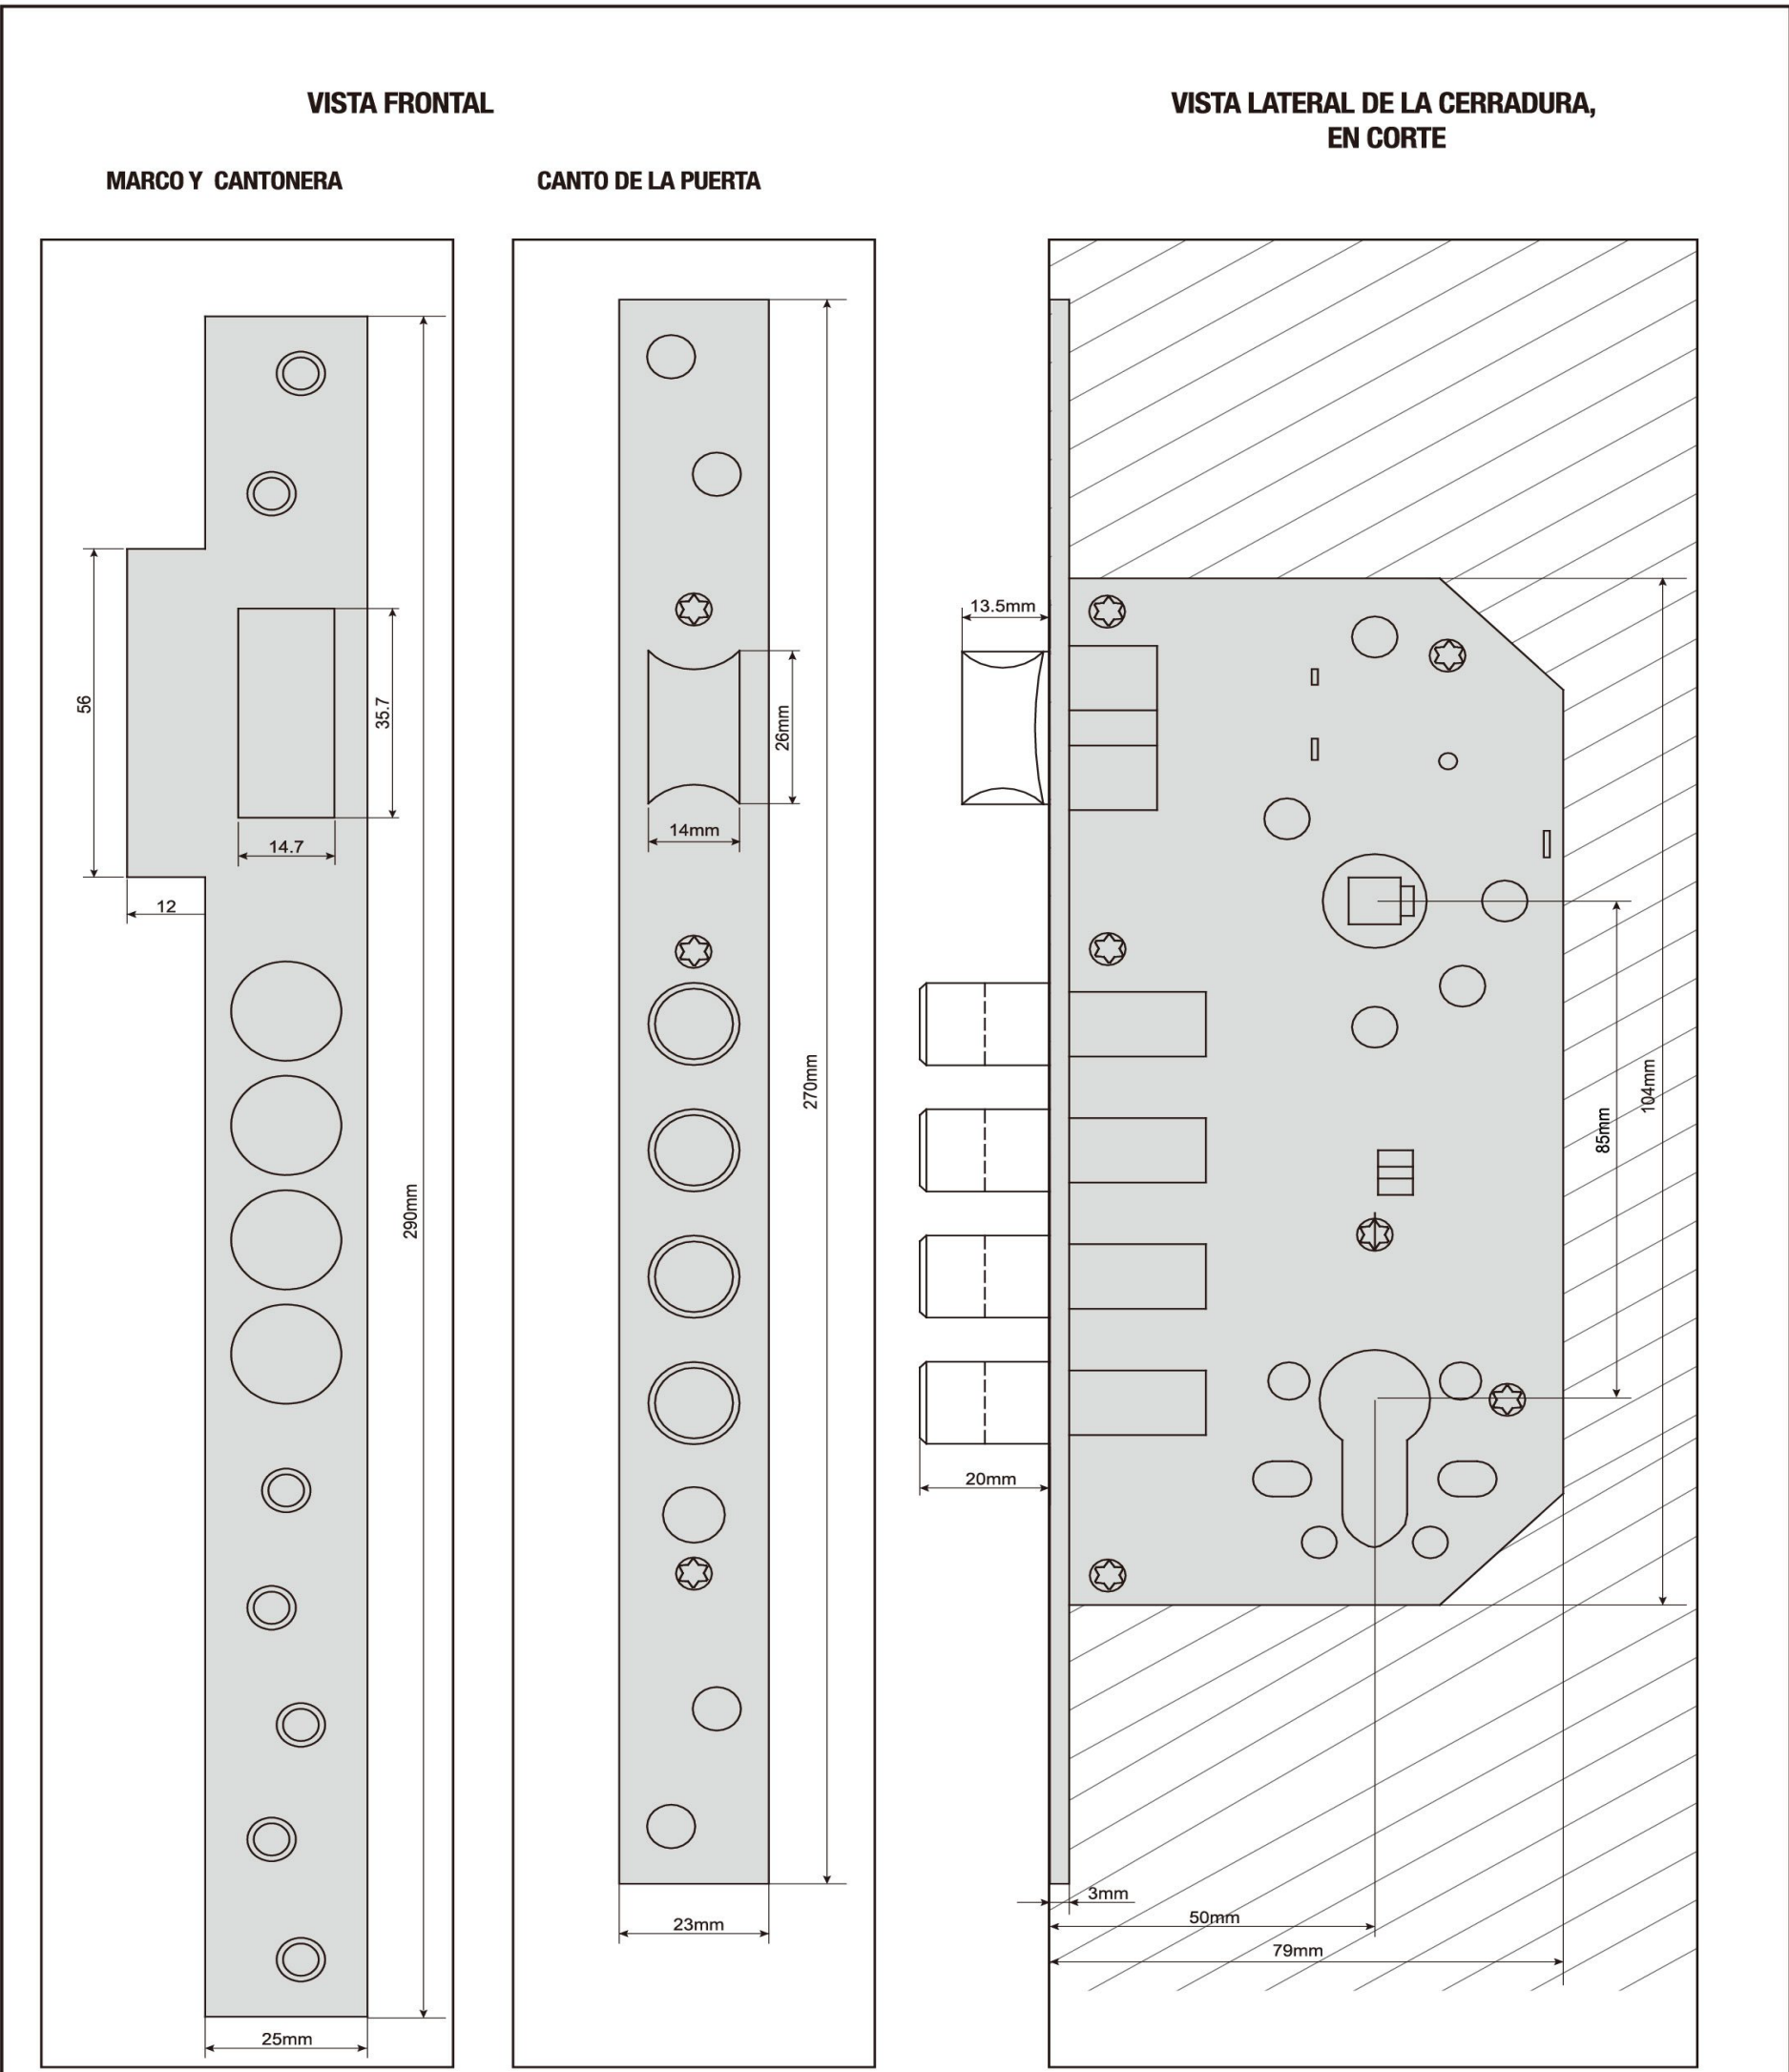 VISTA FRONTAL
MARCO Y CANTONERA
CANTO DE LA PUERTA
VISTA LATERAL DE LA CERRADURA,
EN CORTE
56
35.7
14.7
12
290mm
25mm
26mm
14mm
270mm
23mm
13.5mm
20mm
85mm
104mm
3mm
50mm
79mm